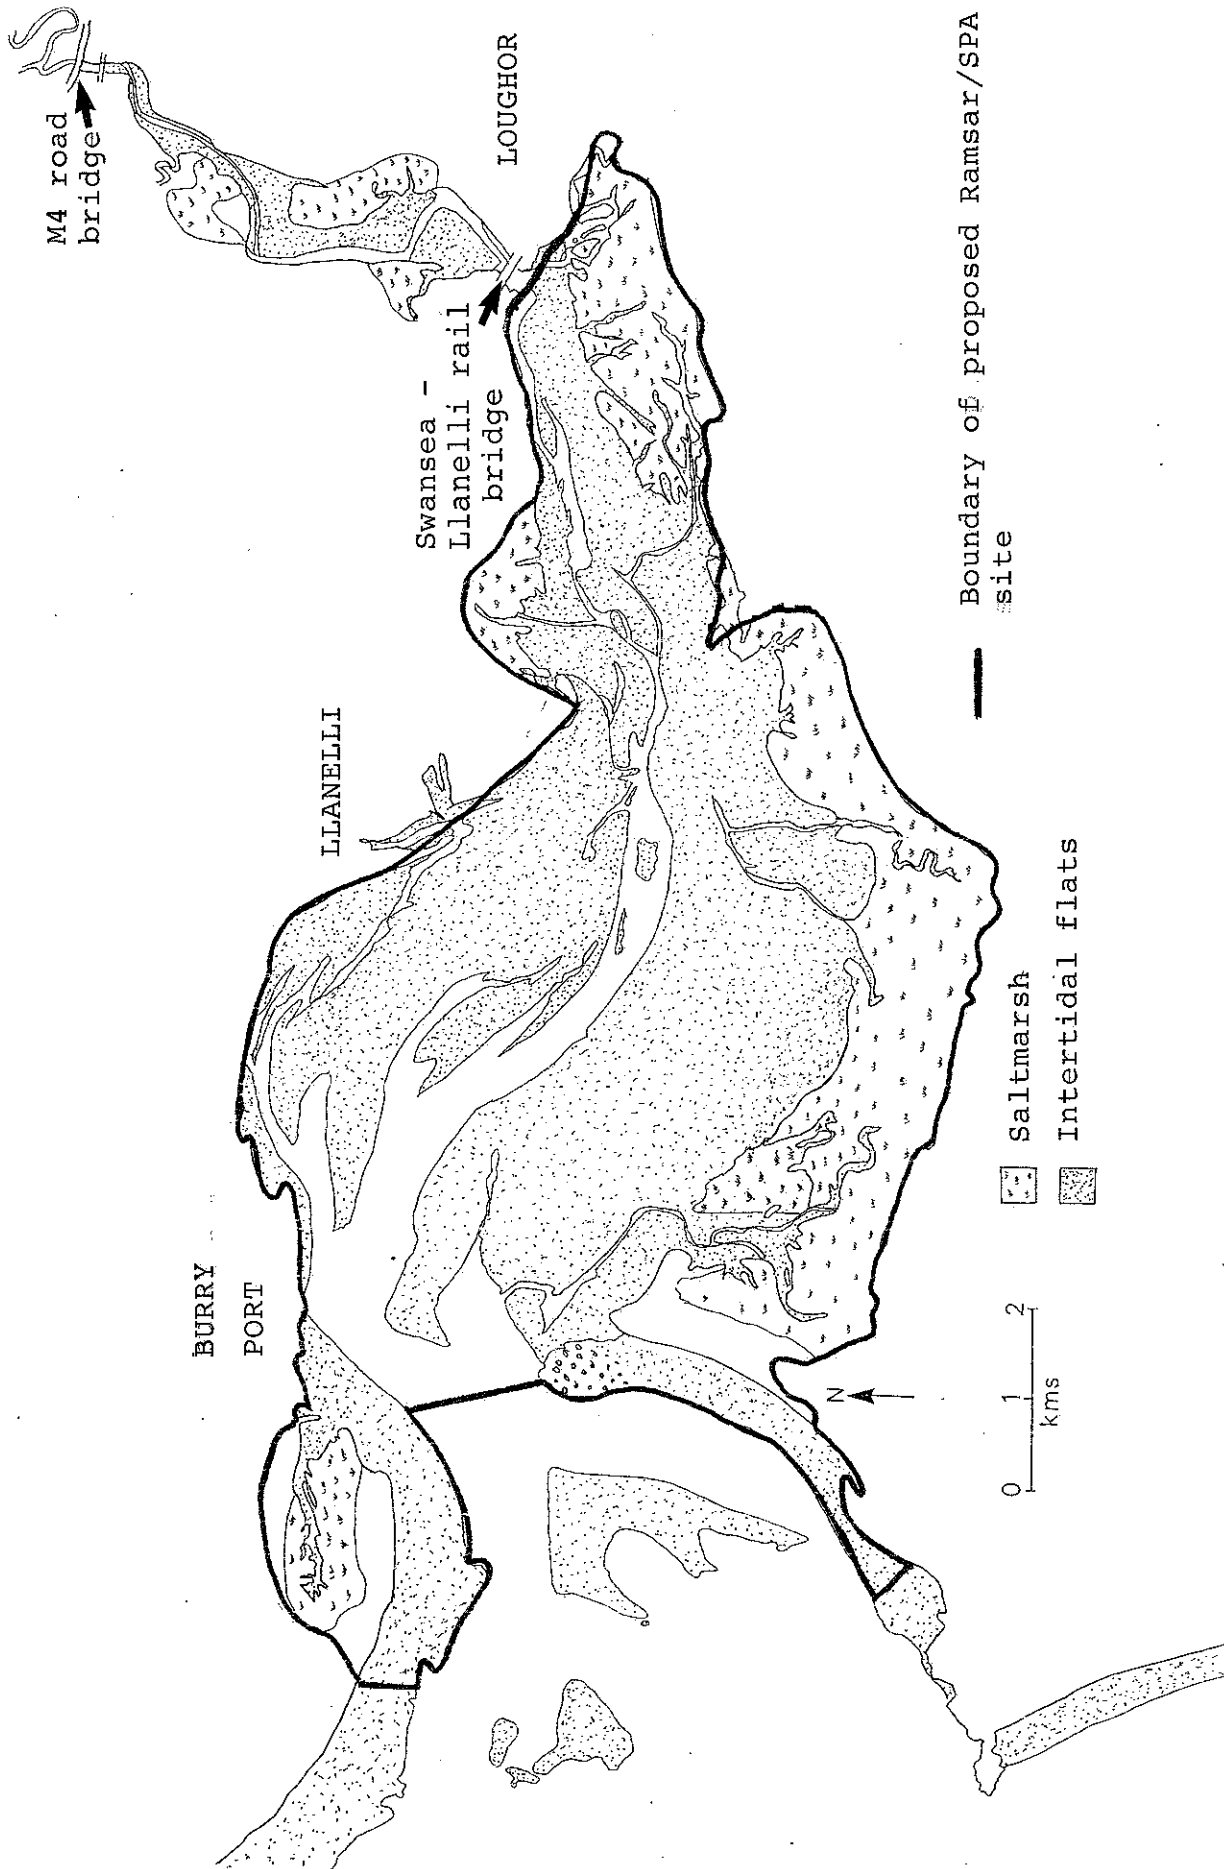 M4 road
bridge
LOUGHOR
Swansea -
Llanelli rail
bridge
LLANELLI
BURRY
PORT
N
0 1 2
kms
Saltmarsh
Intertidal flats
Boundary of proposed Ramsar/SPA
site